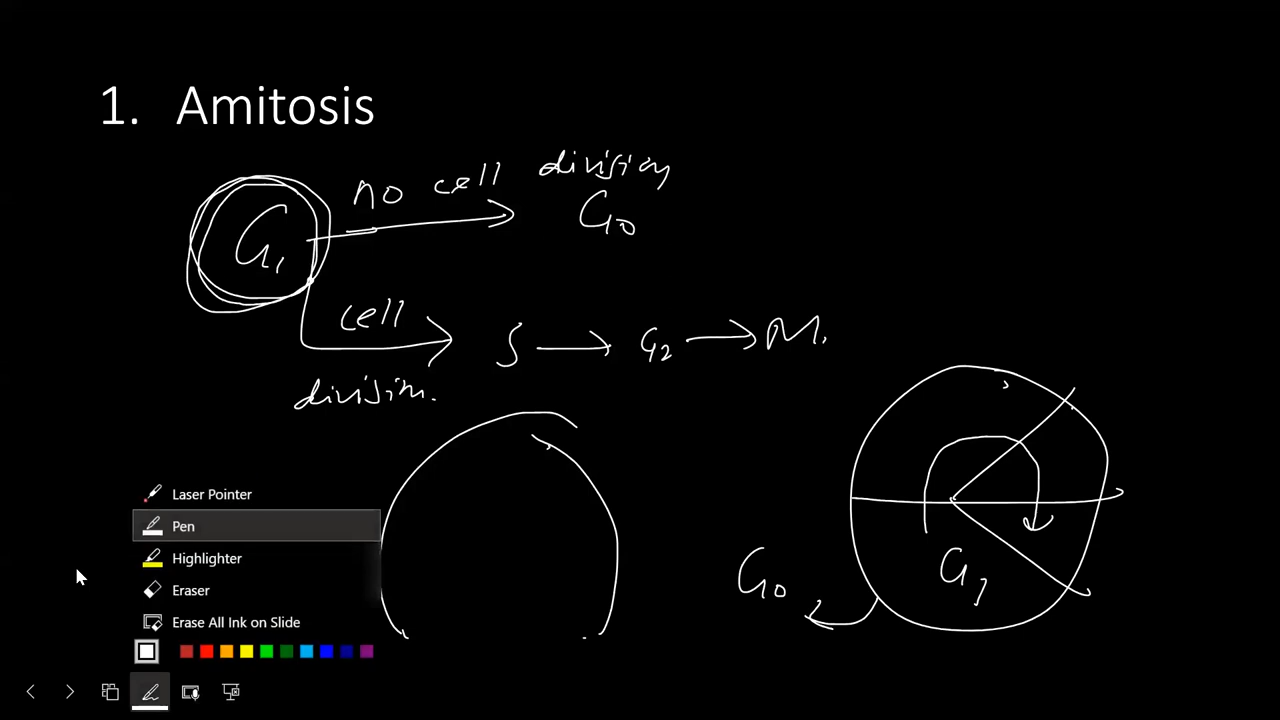 1. Amitosis
no cell division
G1
G0
cell
S → G2 → M.
division.
Laser Pointer
Pen
Highlighter
Eraser
Erase All Ink on Slide
G0
G1